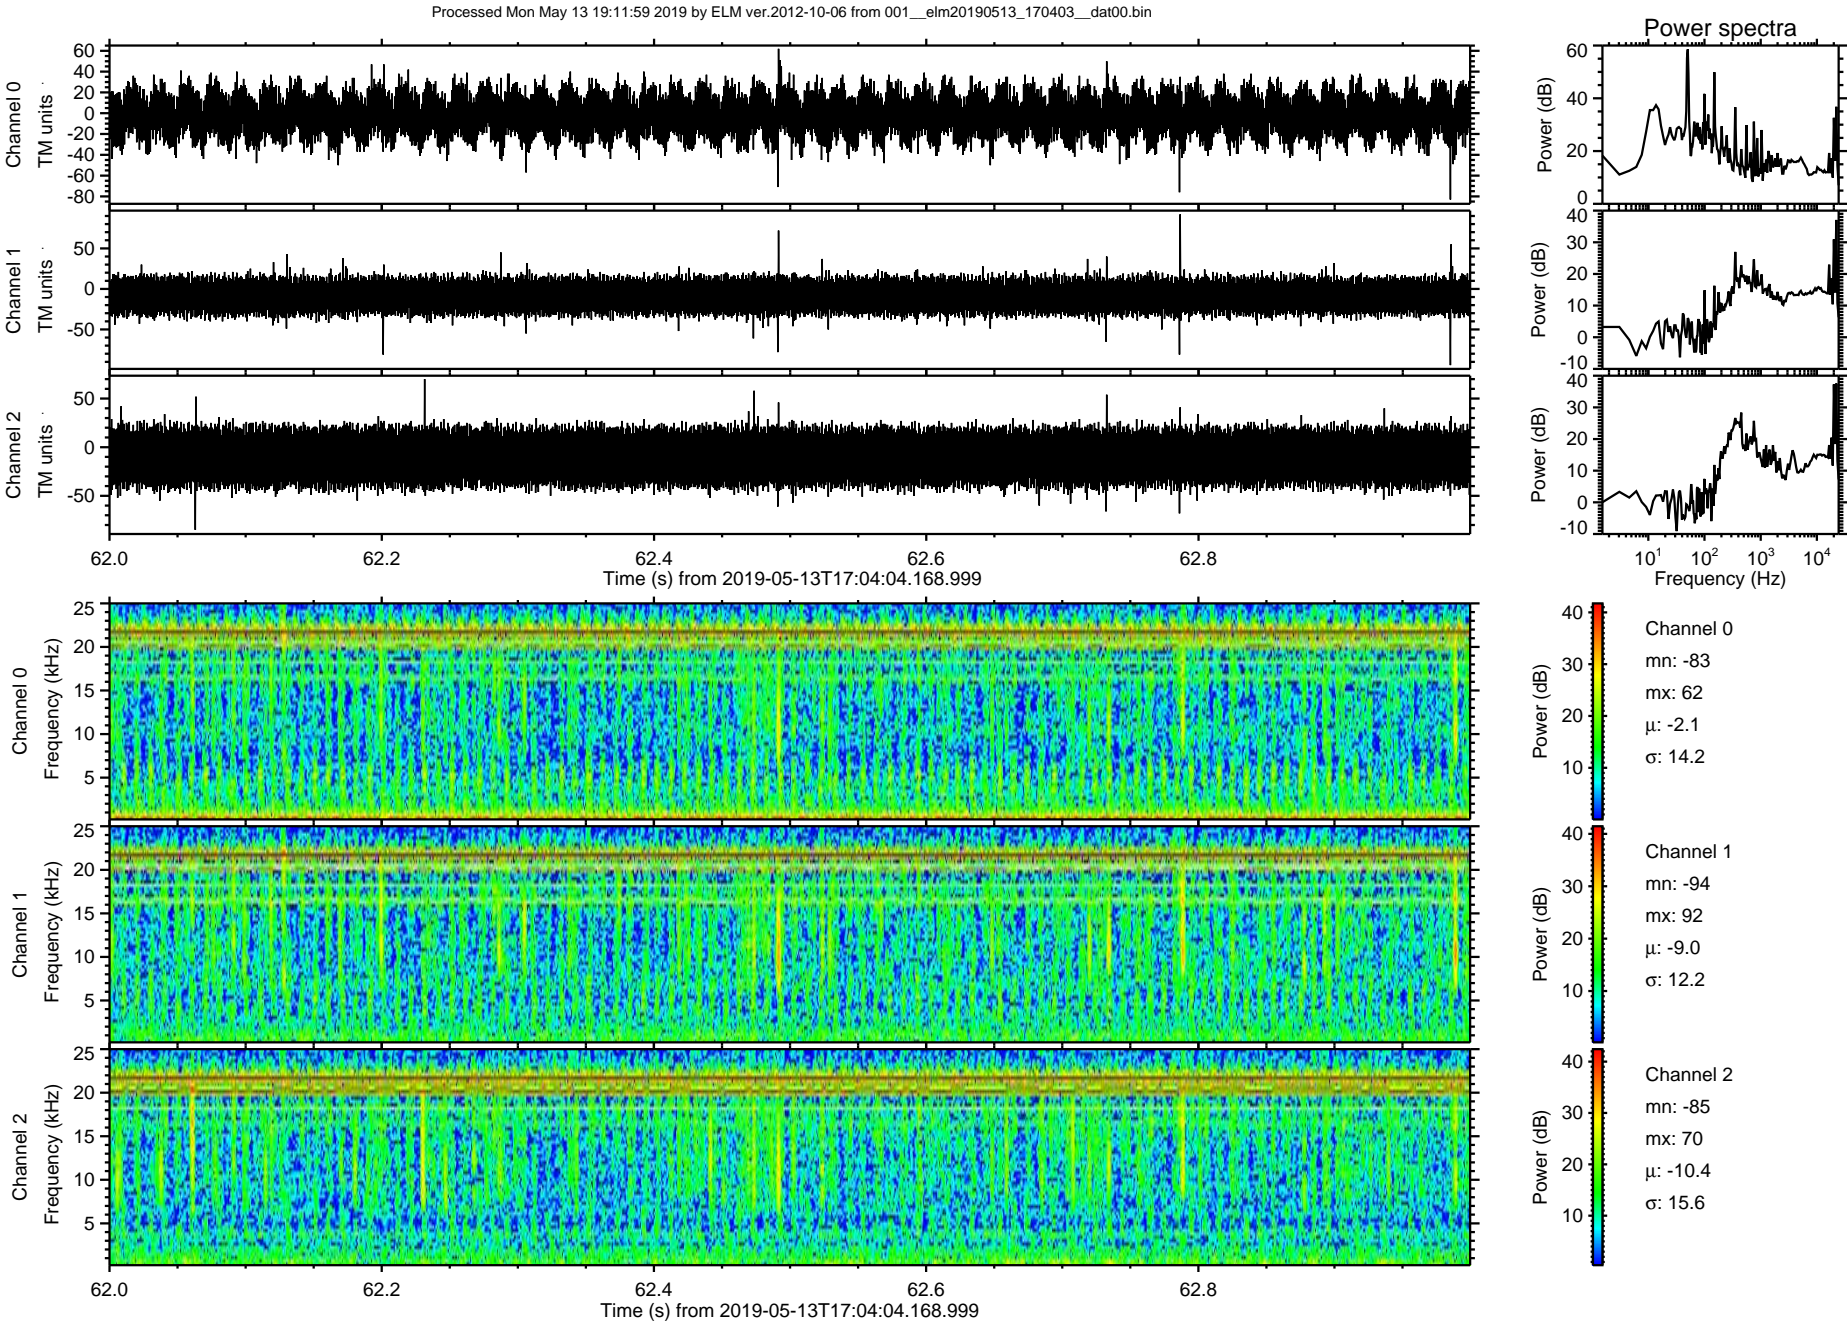 Processed Mon May 13 19:11:59 2019 by ELM ver.2012-10-06 from 001__elm20190513_170403__dat00.bin
Power spectra
Channel 0
TM units
60
40
20
0
-20
-40
-60
-80
Power (dB)
60
40
20
0
Channel 1
TM units
50
0
-50
Power (dB)
40
30
20
10
0
-10
Channel 2
TM units
50
0
-50
Power (dB)
40
30
20
10
0
-10
62.0 62.2 62.4 62.6 62.8
Time (s) from 2019-05-13T17:04:04.168.999
10¹ 10² 10³ 10⁴
Frequency (Hz)
Channel 0
Frequency (kHz)
25
20
15
10
5
Power (dB)
40
30
20
10
Channel 0
mn: -83
mx: 62
μ: -2.1
σ: 14.2
Channel 1
Frequency (kHz)
25
20
15
10
5
Power (dB)
40
30
20
10
Channel 1
mn: -94
mx: 92
μ: -9.0
σ: 12.2
Channel 2
Frequency (kHz)
25
20
15
10
5
Power (dB)
40
30
20
10
Channel 2
mn: -85
mx: 70
μ: -10.4
σ: 15.6
62.0 62.2 62.4 62.6 62.8
Time (s) from 2019-05-13T17:04:04.168.999